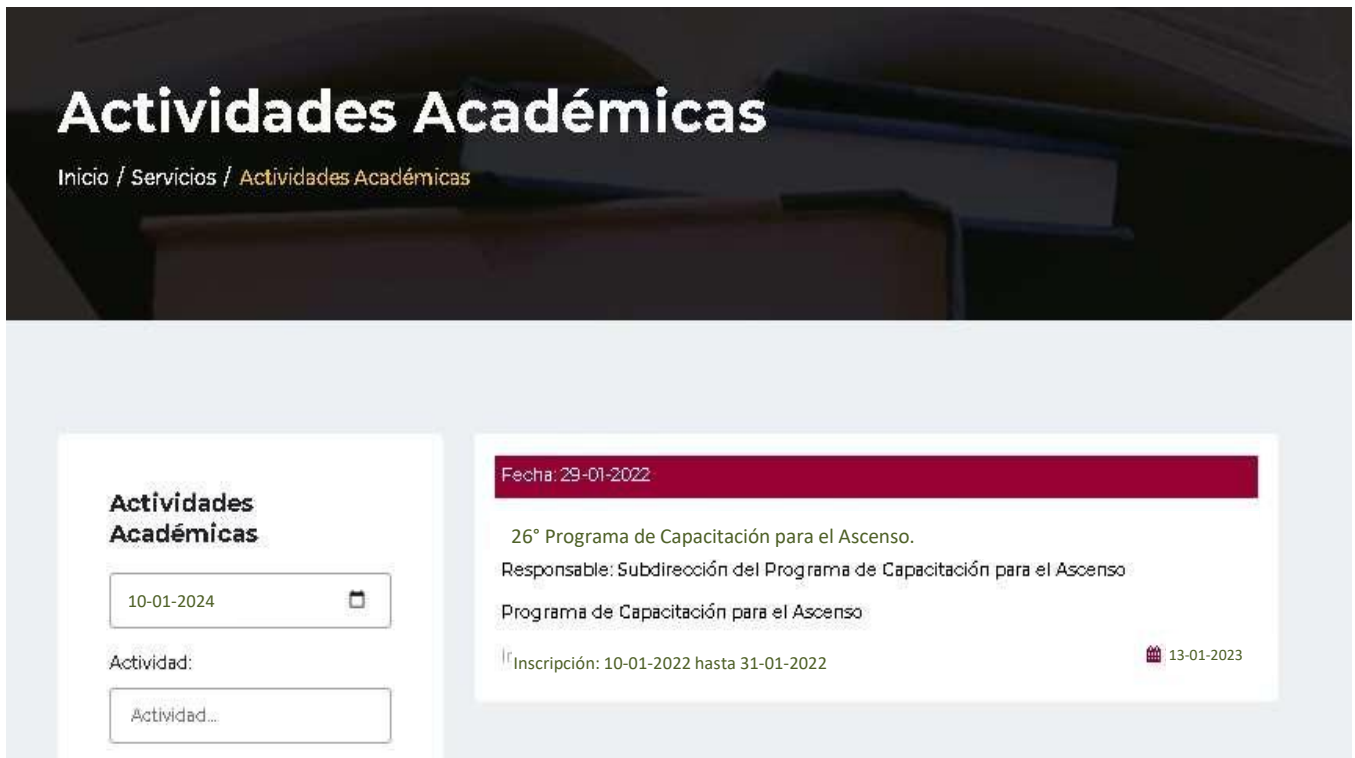 Actividades Académicas
Inicio / Servicios / Actividades Académicas
Actividades
Académicas
10-01-2024
Actividad:
Actividad...
Fecha: 29-01-2022
26° Programa de Capacitación para el Ascenso.
Responsable: Subdirección del Programa de Capacitación para el Ascenso
Programa de Capacitación para el Ascenso
Inscripción: 10-01-2022 hasta 31-01-2022
13-01-2023